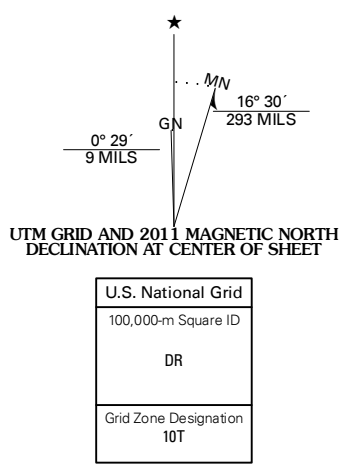 ★
MN
16° 30´
293 MILS
GN
0° 29´
9 MILS
UTM GRID AND 2011 MAGNETIC NORTH
DECLINATION AT CENTER OF SHEET
U.S. National Grid
100,000-m Square ID
DR
Grid Zone Designation
10T